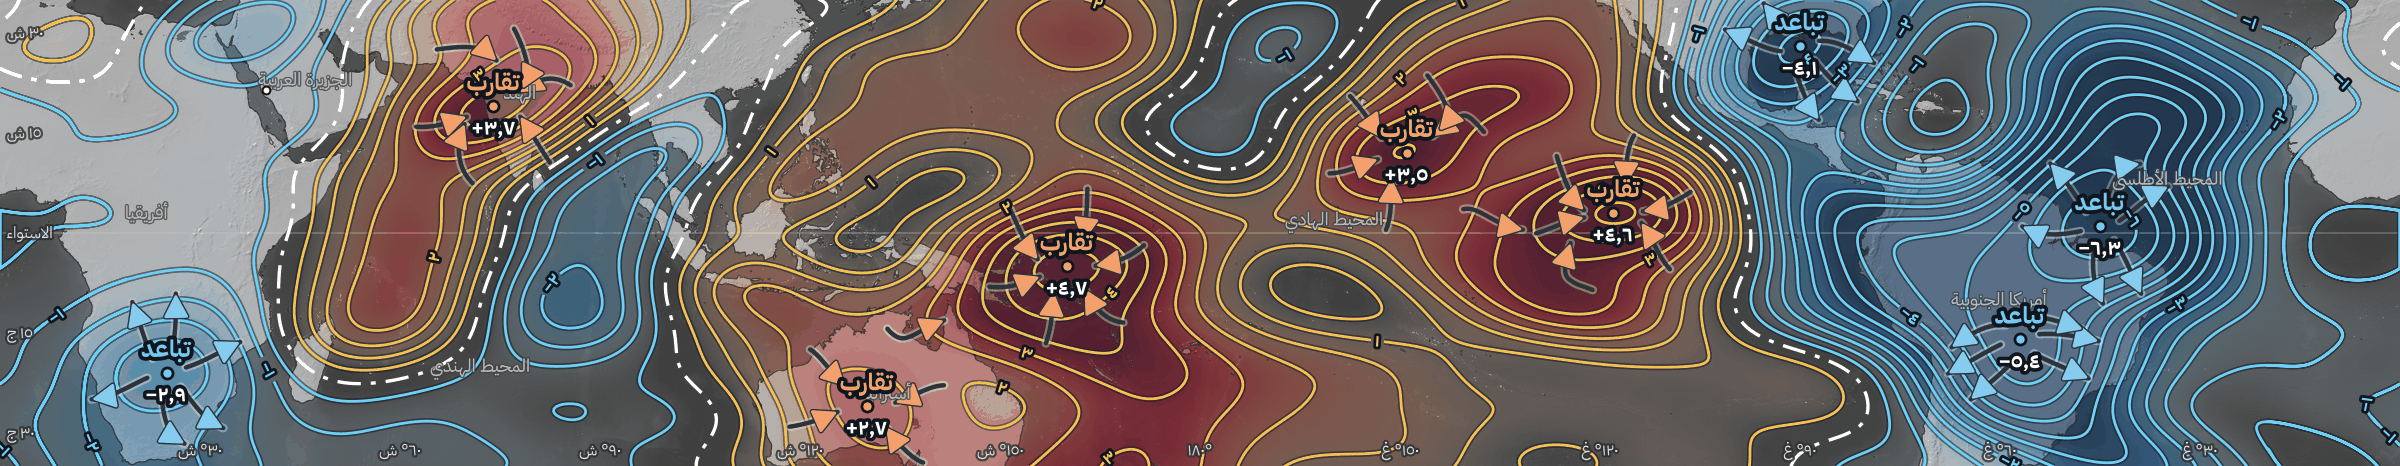 ٣٠ ش
١٥ ش
الاستواء
١٥ ج
٣٠ ج
الجزيرة العربية
أفريقيا
تباعد
−٢,٩
تقارب
الهند
+٣,٧
المحيط الهندي
تقارب
+٢,٧
تقارب
+٤,٧
المحيط الهادي
تقارب
+٣,٥
تقارب
+٤,٦
تباعد
−٤,١
المحيط الأطلسي
تباعد
−٦,٣
أمريكا الجنوبية
تباعد
−٥,٤
٣٠° ش
٦٠° ش
٩٠° ش
١٢٠° ش
١٥٠° ش
١٨٠°
١٥٠° غ
١٢٠° غ
٩٠° غ
٦٠° غ
٣٠° غ